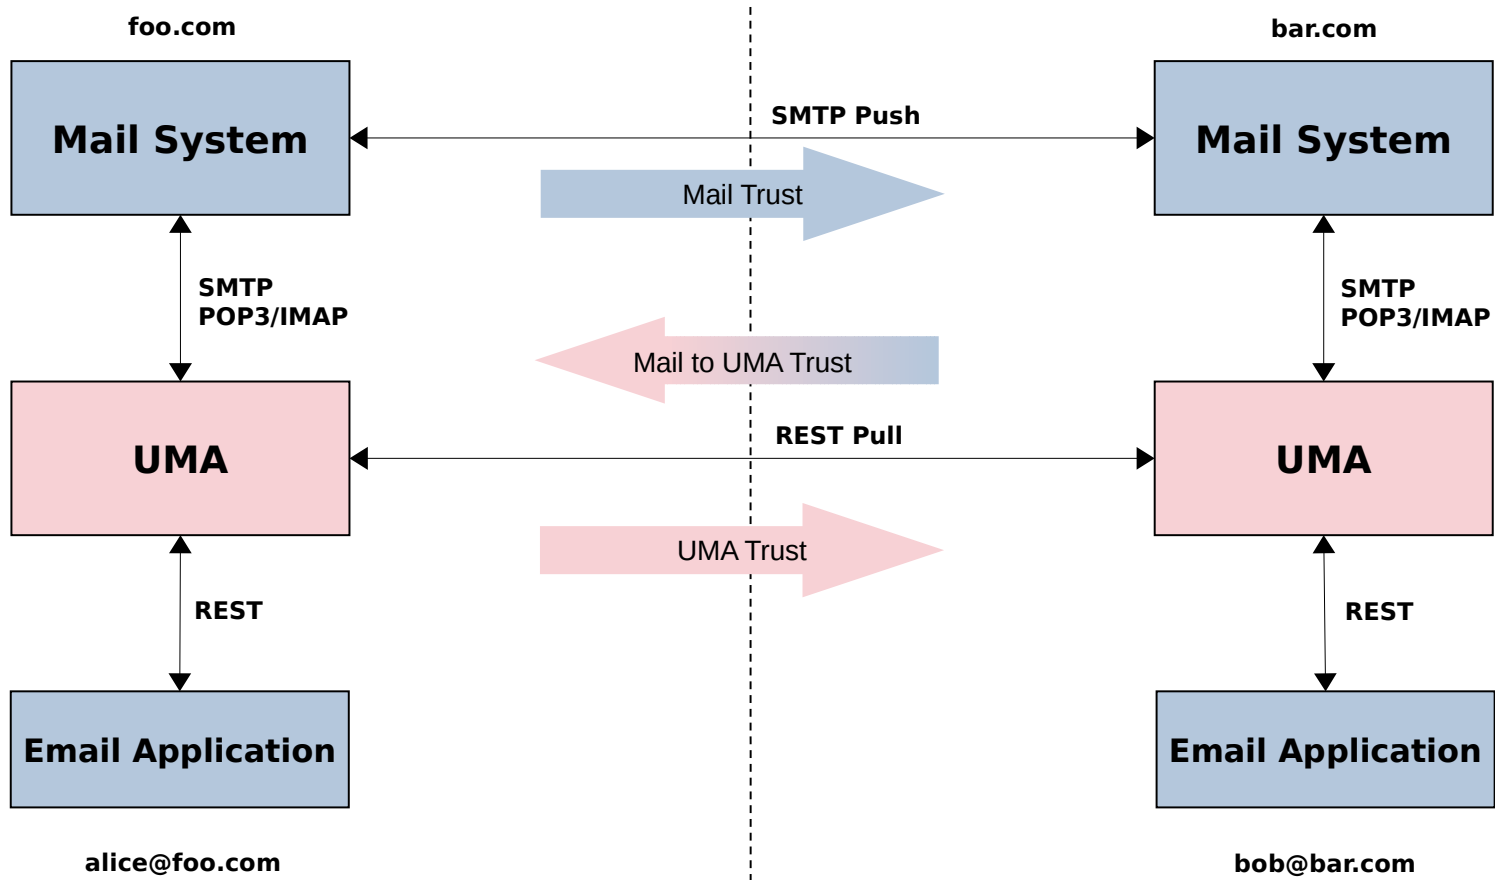 foo.com
bar.com
Mail System
SMTP Push
Mail System
Mail Trust
SMTP
POP3/IMAP
SMTP
POP3/IMAP
Mail to UMA Trust
UMA
REST Pull
UMA
UMA Trust
REST
REST
Email Application
Email Application
alice@foo.com
bob@bar.com